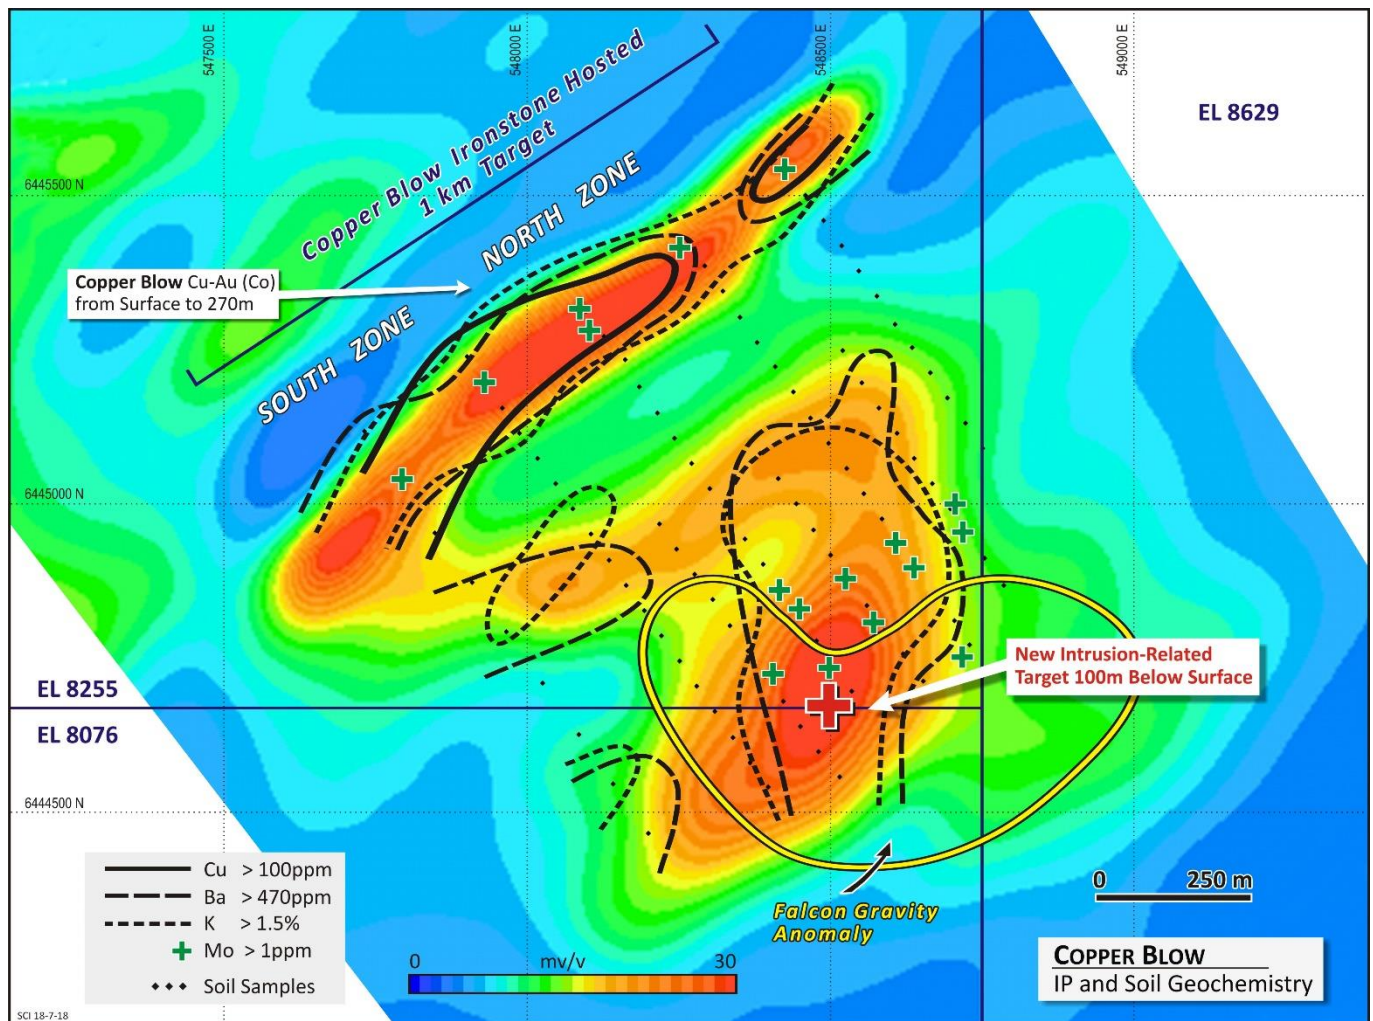 547500 E
548000 E
548500 E
549000 E
EL 8629
Copper Blow Ironstone Hosted
1 km Target
6445500 N
NORTH ZONE
Copper Blow Cu-Au (Co)
from Surface to 270m
SOUTH ZONE
6445000 N
New Intrusion-Related
Target 100m Below Surface
EL 8255
EL 8076
6444500 N
Cu > 100ppm
Ba > 470ppm
K > 1.5%
Mo > 1ppm
Soil Samples
0 mv/v 30
Falcon Gravity
Anomaly
0 250 m
COPPER BLOW
IP and Soil Geochemistry
SCI 18-7-18